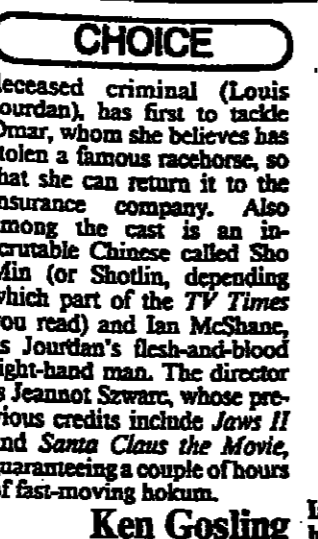 CHOICE
deceased criminal (Louis
Jourdan), has first to tackle
Omar, whom she believes has
stolen a famous racehorse, so
that she can return it to the
insurance company. Also
among the cast is an in-
scrutable Chinese called Sho
Min (or Shotlin, depending
which part of the TV Times
you read) and Ian McShane,
as Jourdan's flesh-and-blood
right-hand man. The director
is Jeannot Szwarc, whose pre-
vious credits include Jaws II
and Santa Claus the Movie,
guaranteeing a couple of hours
of fast-moving hokum.
Ken Gosling